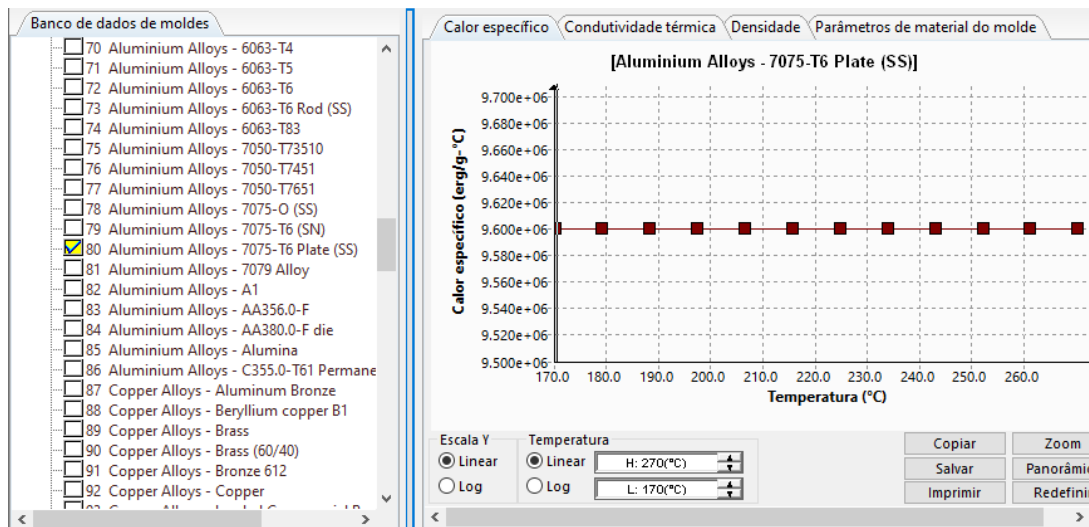 Banco de dados de moldes
70 Aluminium Alloys - 6063-T4
71 Aluminium Alloys - 6063-T5
72 Aluminium Alloys - 6063-T6
73 Aluminium Alloys - 6063-T6 Rod (SS)
74 Aluminium Alloys - 6063-T83
75 Aluminium Alloys - 7050-T73510
76 Aluminium Alloys - 7050-T7451
77 Aluminium Alloys - 7050-T7651
78 Aluminium Alloys - 7075-O (SS)
79 Aluminium Alloys - 7075-T6 (SN)
80 Aluminium Alloys - 7075-T6 Plate (SS)
81 Aluminium Alloys - 7079 Alloy
82 Aluminium Alloys - A1
83 Aluminium Alloys - AA356.0-F
84 Aluminium Alloys - AA380.0-F die
85 Aluminium Alloys - Alumina
86 Aluminium Alloys - C355.0-T61 Permane
87 Copper Alloys - Aluminum Bronze
88 Copper Alloys - Beryllium copper B1
89 Copper Alloys - Brass
90 Copper Alloys - Brass (60/40)
91 Copper Alloys - Bronze 612
92 Copper Alloys - Copper
Calor específico Condutividade térmica Densidade Parâmetros de material do molde
[Aluminium Alloys - 7075-T6 Plate (SS)]
Calor específico (erg/g-°C)
9.700e+06
9.680e+06
9.660e+06
9.640e+06
9.620e+06
9.600e+06
9.580e+06
9.560e+06
9.540e+06
9.520e+06
9.500e+06
170.0 180.0 190.0 200.0 210.0 220.0 230.0 240.0 250.0 260.0
Temperatura (°C)
Escala Y Temperatura
Linear Linear H: 270(°C)
Log Log L: 170(°C)
Copiar Zoom
Salvar Panorâmic
Imprimir Redefini